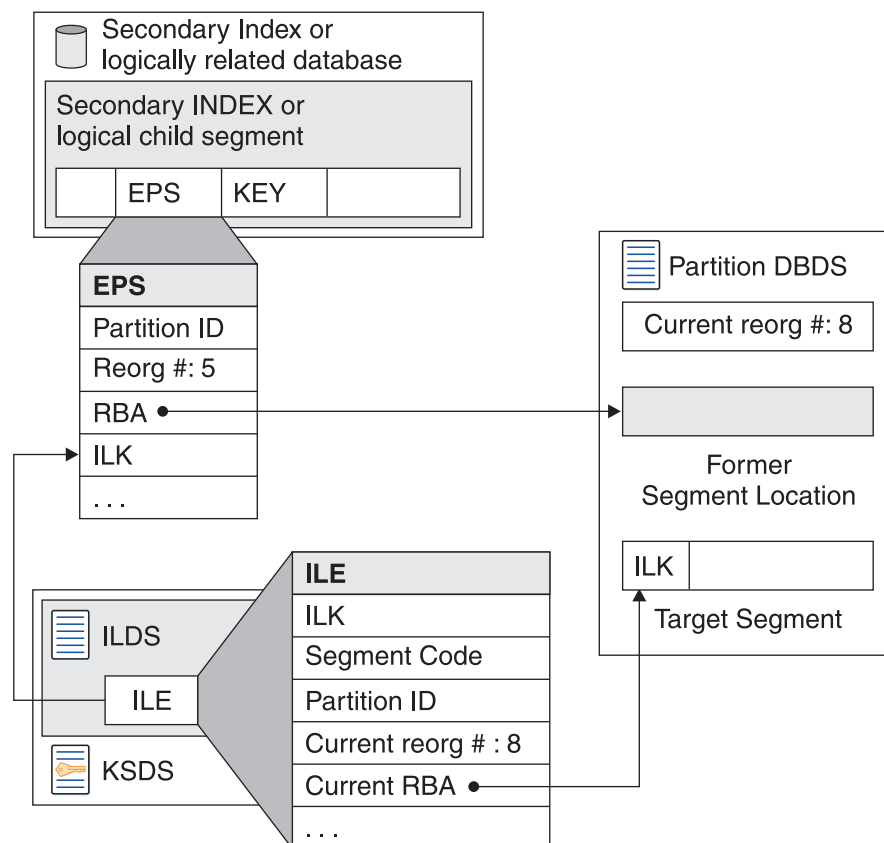 Secondary Index or
logically related database
Secondary INDEX or
logical child segment
EPS
KEY
EPS
Partition ID
Reorg #: 5
RBA
ILK
. . .
Partition DBDS
Current reorg #: 8
Former
Segment Location
ILK
Target Segment
ILDS
ILE
KSDS
ILE
ILK
Segment Code
Partition ID
Current reorg # : 8
Current RBA
. . .